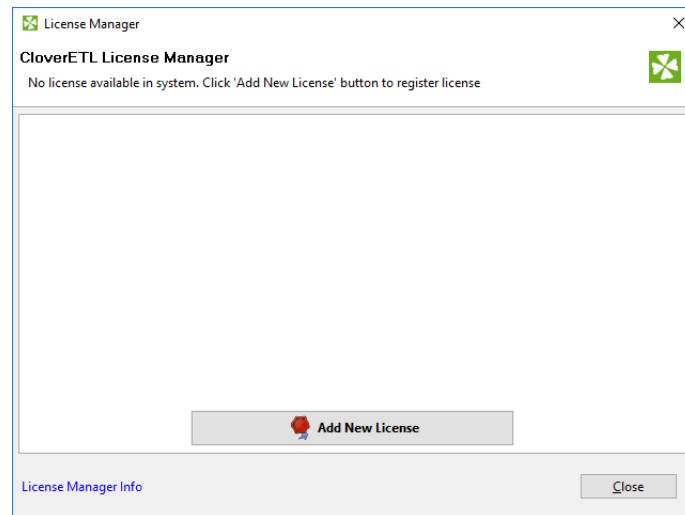 License Manager
CloverETL License Manager
No license available in system. Click 'Add New License' button to register license
Add New License
License Manager Info
Close